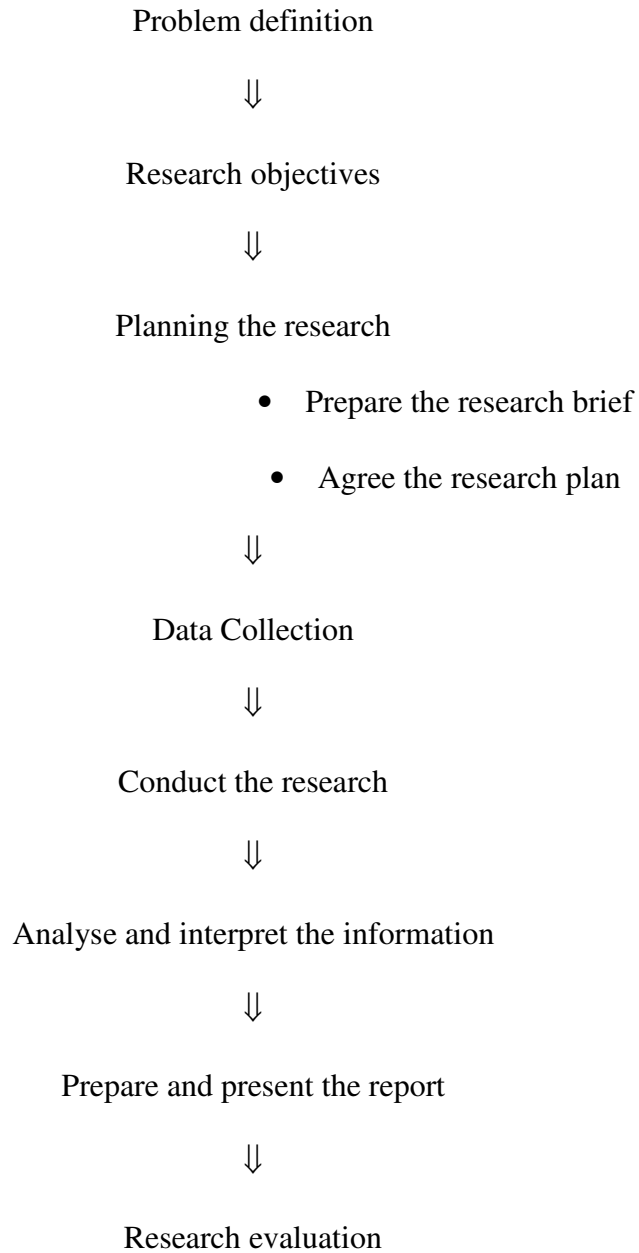 Problem definition
⇓
Research objectives
⇓
Planning the research
• Prepare the research brief
• Agree the research plan
⇓
Data Collection
⇓
Conduct the research
⇓
Analyse and interpret the information
⇓
Prepare and present the report
⇓
Research evaluation